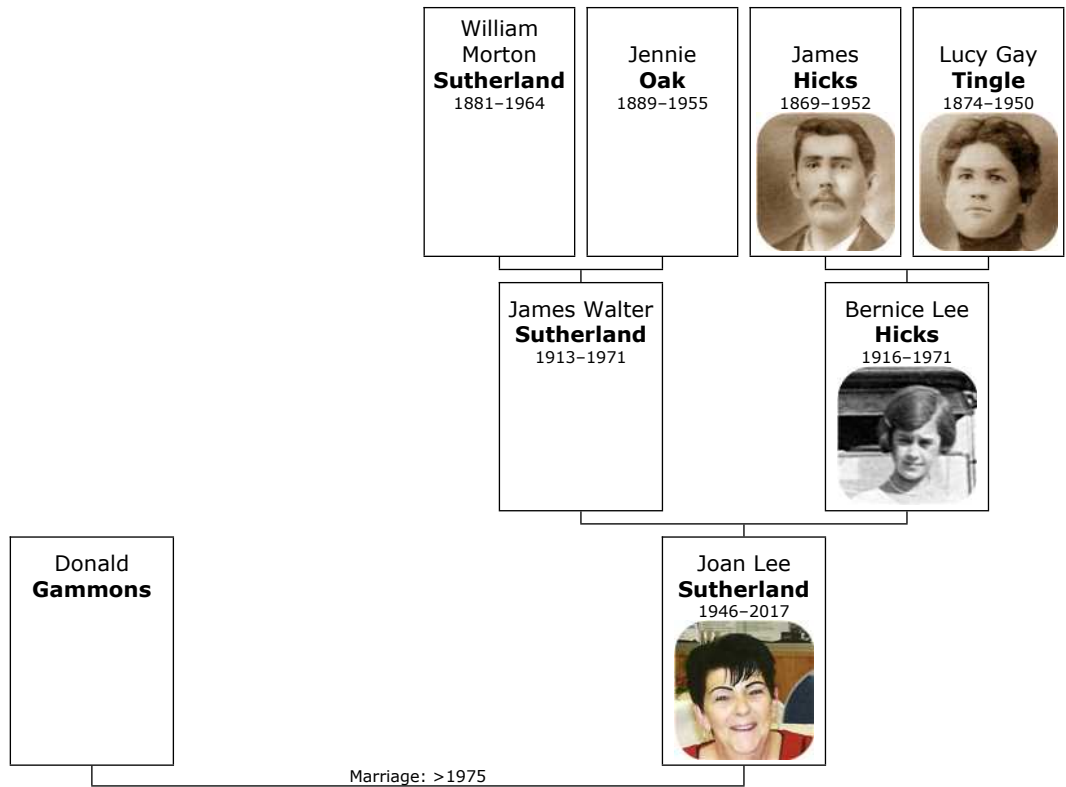 William
Morton
Sutherland
1881–1964
Jennie
Oak
1889–1955
James
Hicks
1869–1952
Lucy Gay
Tingle
1874–1950
James Walter
Sutherland
1913–1971
Bernice Lee
Hicks
1916–1971
Donald
Gammons
Joan Lee
Sutherland
1946–2017
Marriage: >1975